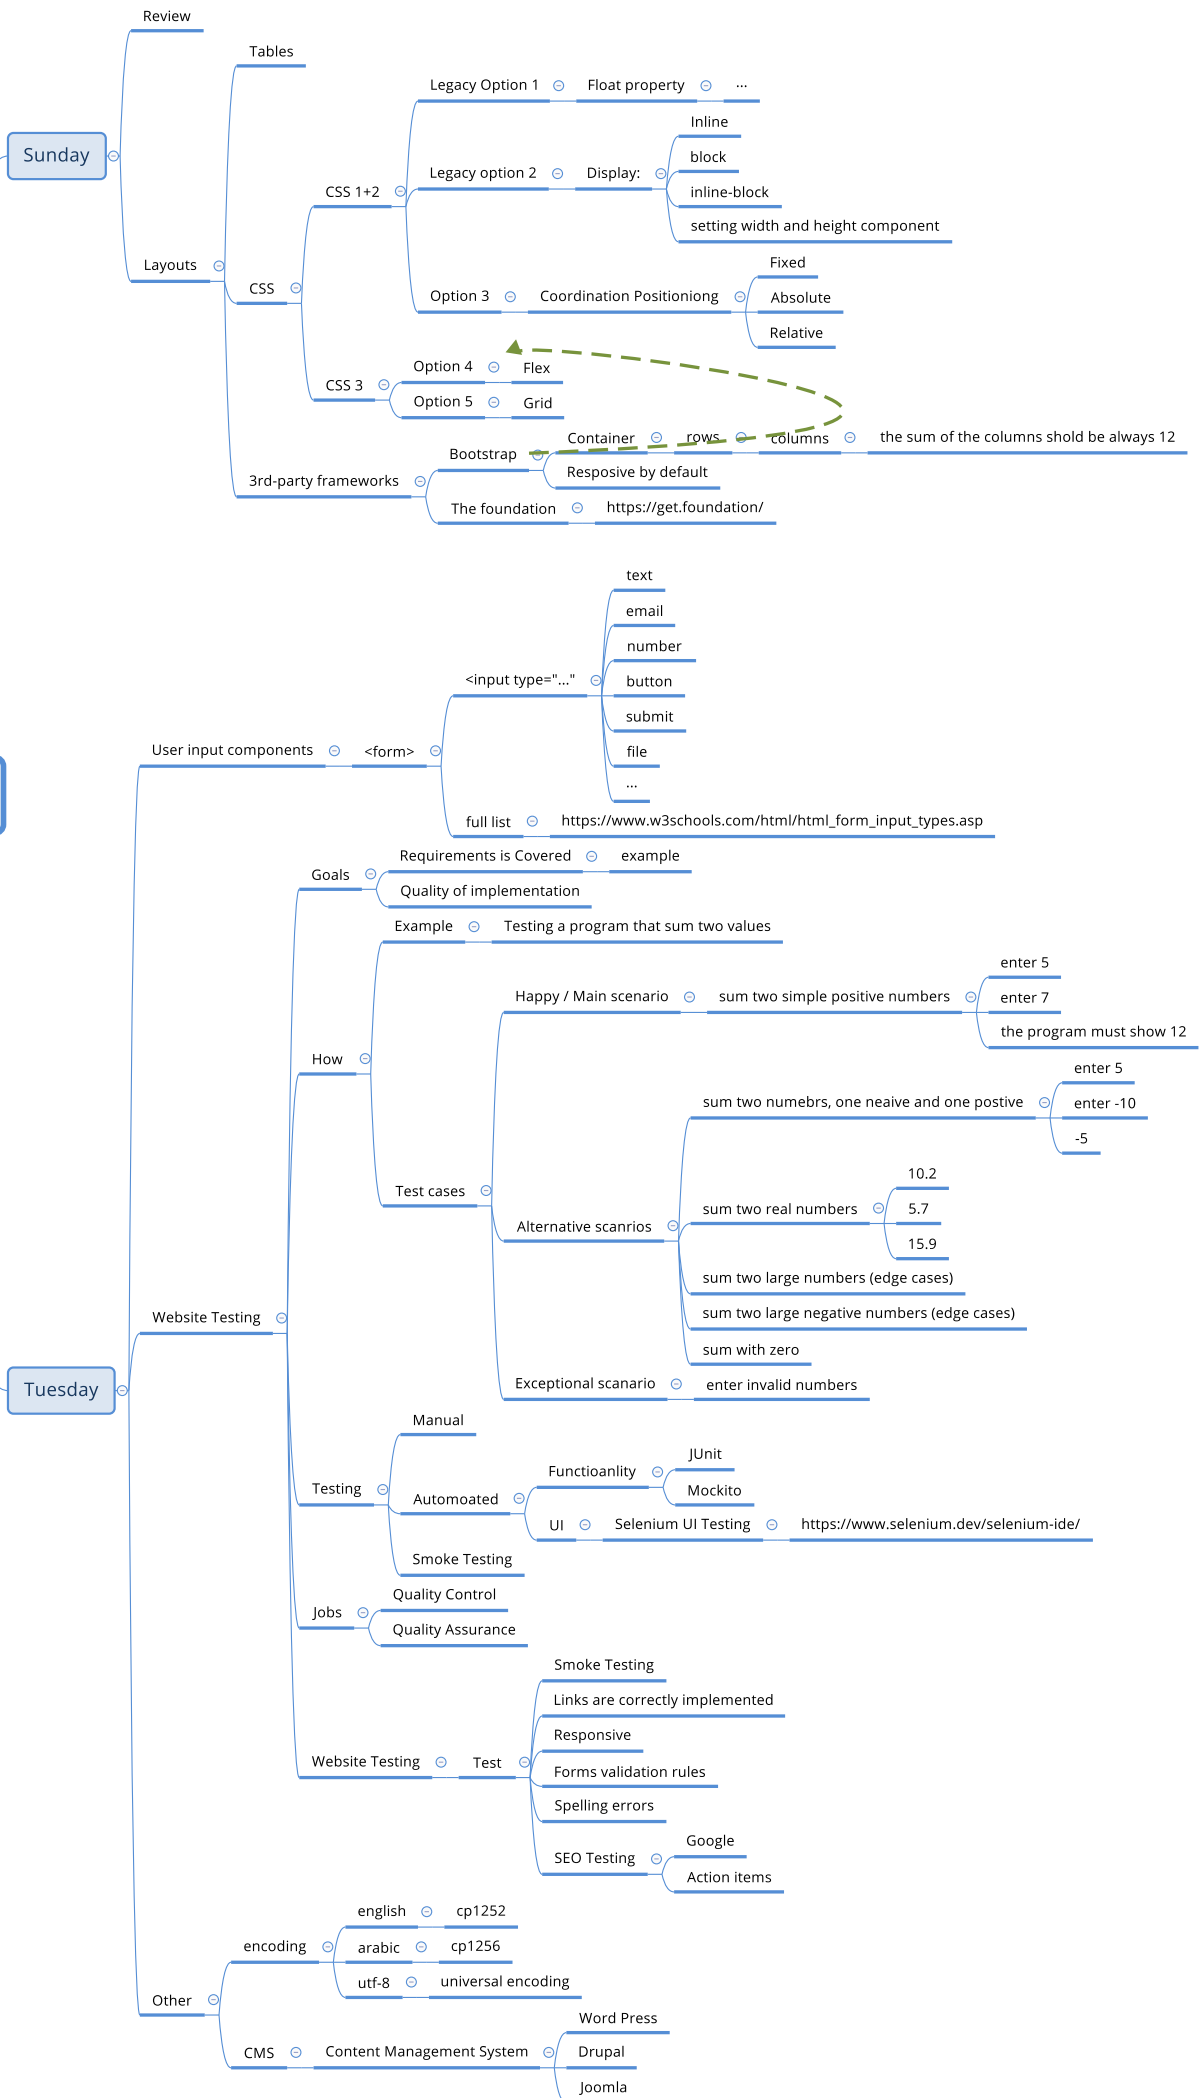 Sunday
Review
Layouts
Tables
CSS
CSS 1+2
Legacy Option 1
Float property
...
Legacy option 2
Display:
Inline
block
inline-block
setting width and height component
Option 3
Coordination Positioniong
Fixed
Absolute
Relative
CSS 3
Option 4
Flex
Option 5
Grid
3rd-party frameworks
Bootstrap
Container
rows
columns
the sum of the columns shold be always 12
Resposive by default
The foundation
https://get.foundation/
Tuesday
User input components
<form>
<input type="..."
text
email
number
button
submit
file
...
full list
https://www.w3schools.com/html/html_form_input_types.asp
Website Testing
Goals
Requirements is Covered
example
Quality of implementation
How
Example
Testing a program that sum two values
Test cases
Happy / Main scenario
sum two simple positive numbers
enter 5
enter 7
the program must show 12
Alternative scanrios
sum two numebrs, one neaive and one postive
enter 5
enter -10
-5
sum two real numbers
10.2
5.7
15.9
sum two large numbers (edge cases)
sum two large negative numbers (edge cases)
sum with zero
Exceptional scanario
enter invalid numbers
Testing
Manual
Automoated
Functioanlity
JUnit
Mockito
UI
Selenium UI Testing
https://www.selenium.dev/selenium-ide/
Smoke Testing
Jobs
Quality Control
Quality Assurance
Website Testing
Test
Smoke Testing
Links are correctly implemented
Responsive
Forms validation rules
Spelling errors
SEO Testing
Google
Action items
Other
encoding
english
cp1252
arabic
cp1256
utf-8
universal encoding
CMS
Content Management System
Word Press
Drupal
Joomla